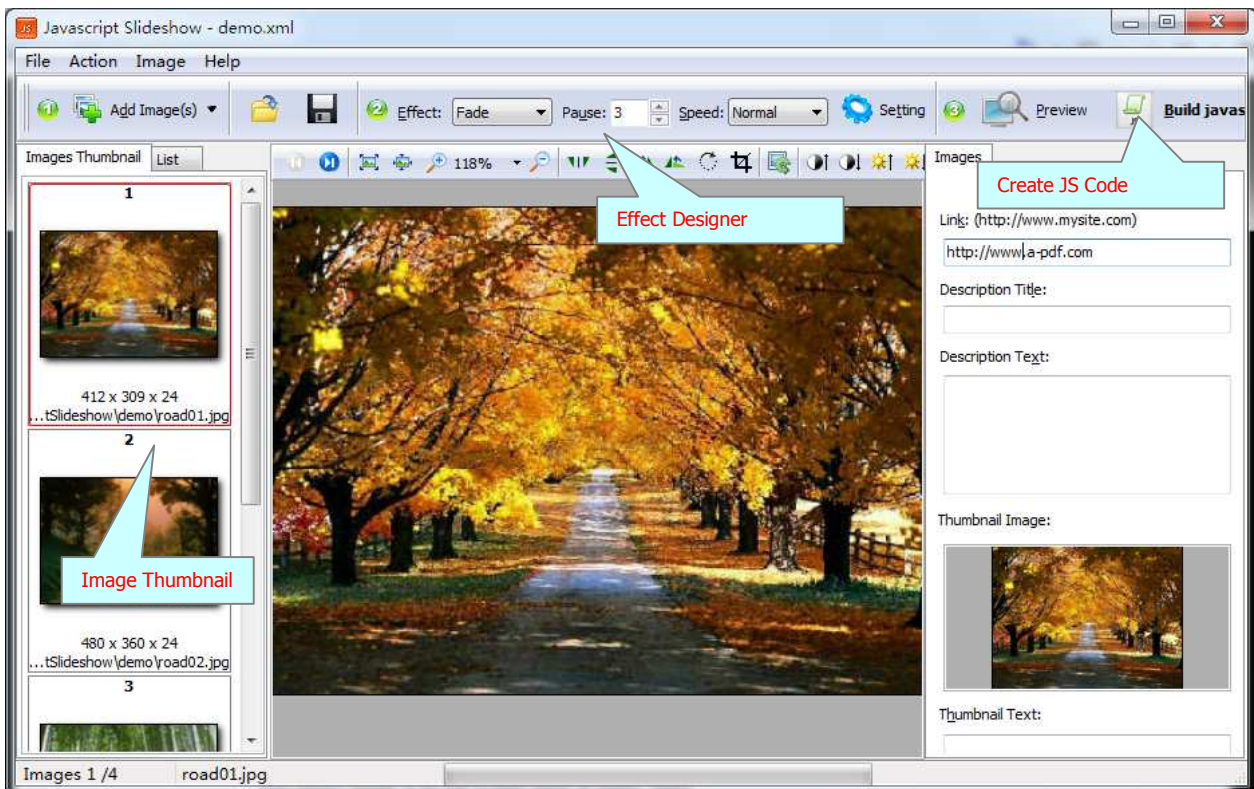 Javascript Slideshow - demo.xml
File Action Image Help
Add Image(s)
Effect: Fade Pause: 3 Speed: Normal Setting
Preview
Build javas
Images Thumbnail List
118%
Images
Effect Designer
Create JS Code
1
412 x 309 x 24
...tSlideshow\demo\road01.jpg
2
Image Thumbnail
480 x 360 x 24
...tSlideshow\demo\road02.jpg
3
Link: (http://www.mysite.com)
http://www.a-pdf.com
Description Title:
Description Text:
Thumbnail Image:
Thumbnail Text:
Images 1 /4 road01.jpg